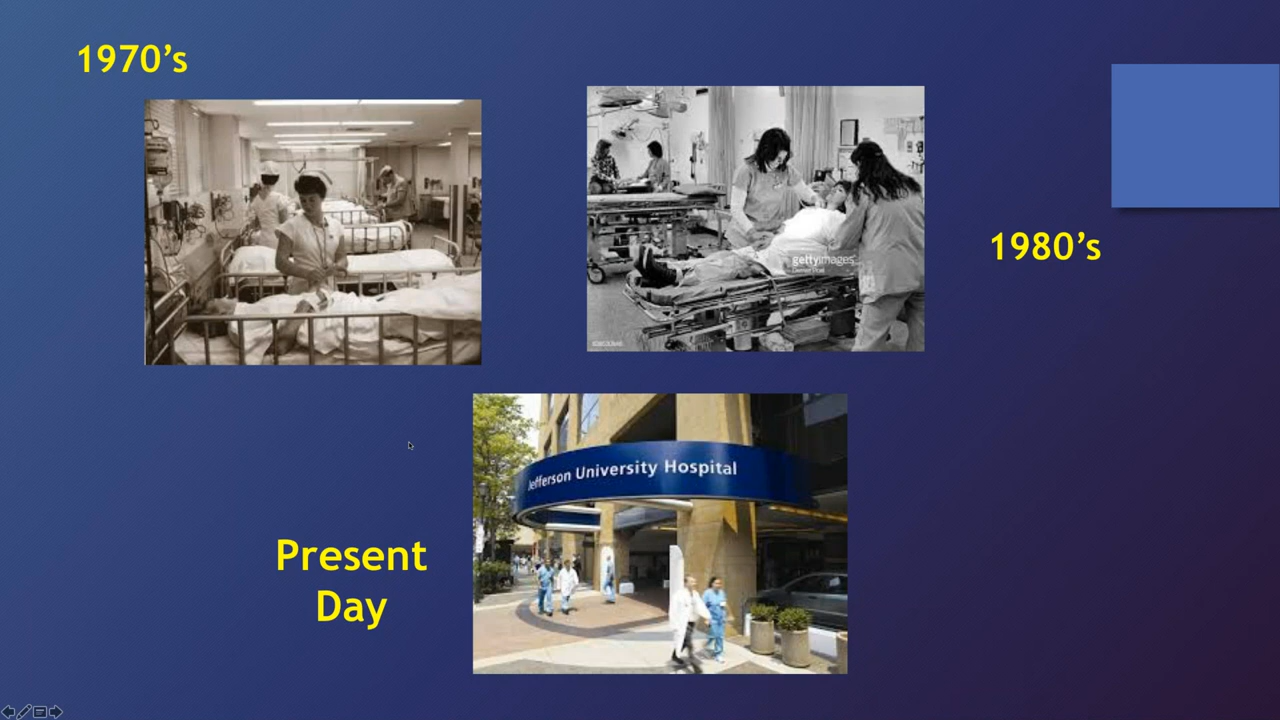 1970’s
gettyimages
1980’s
Jefferson University Hospital
Present
Day